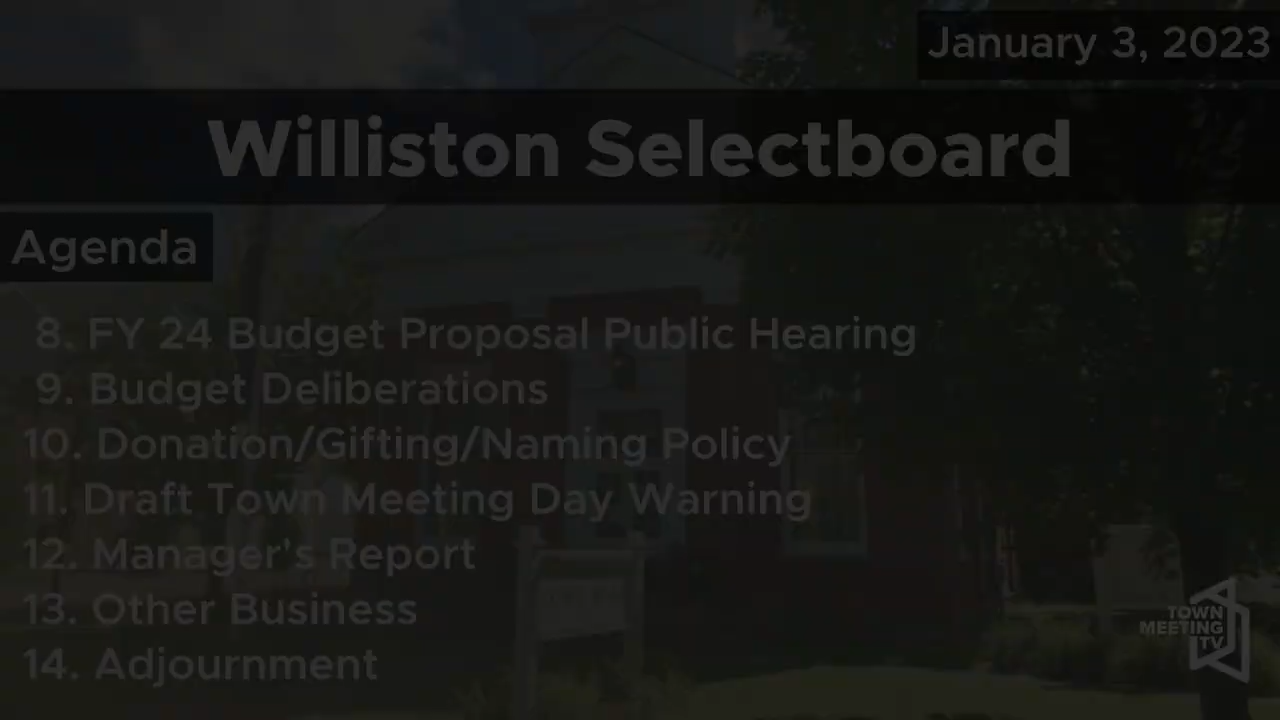 January 3, 2023
Williston Selectboard
Agenda
8. FY 24 Budget Proposal Public Hearing
9. Budget Deliberations
10. Donation/Gifting/Naming Policy
11. Draft Town Meeting Day Warning
12. Manager's Report
13. Other Business
14. Adjournment
TOWN
MEETING
TV